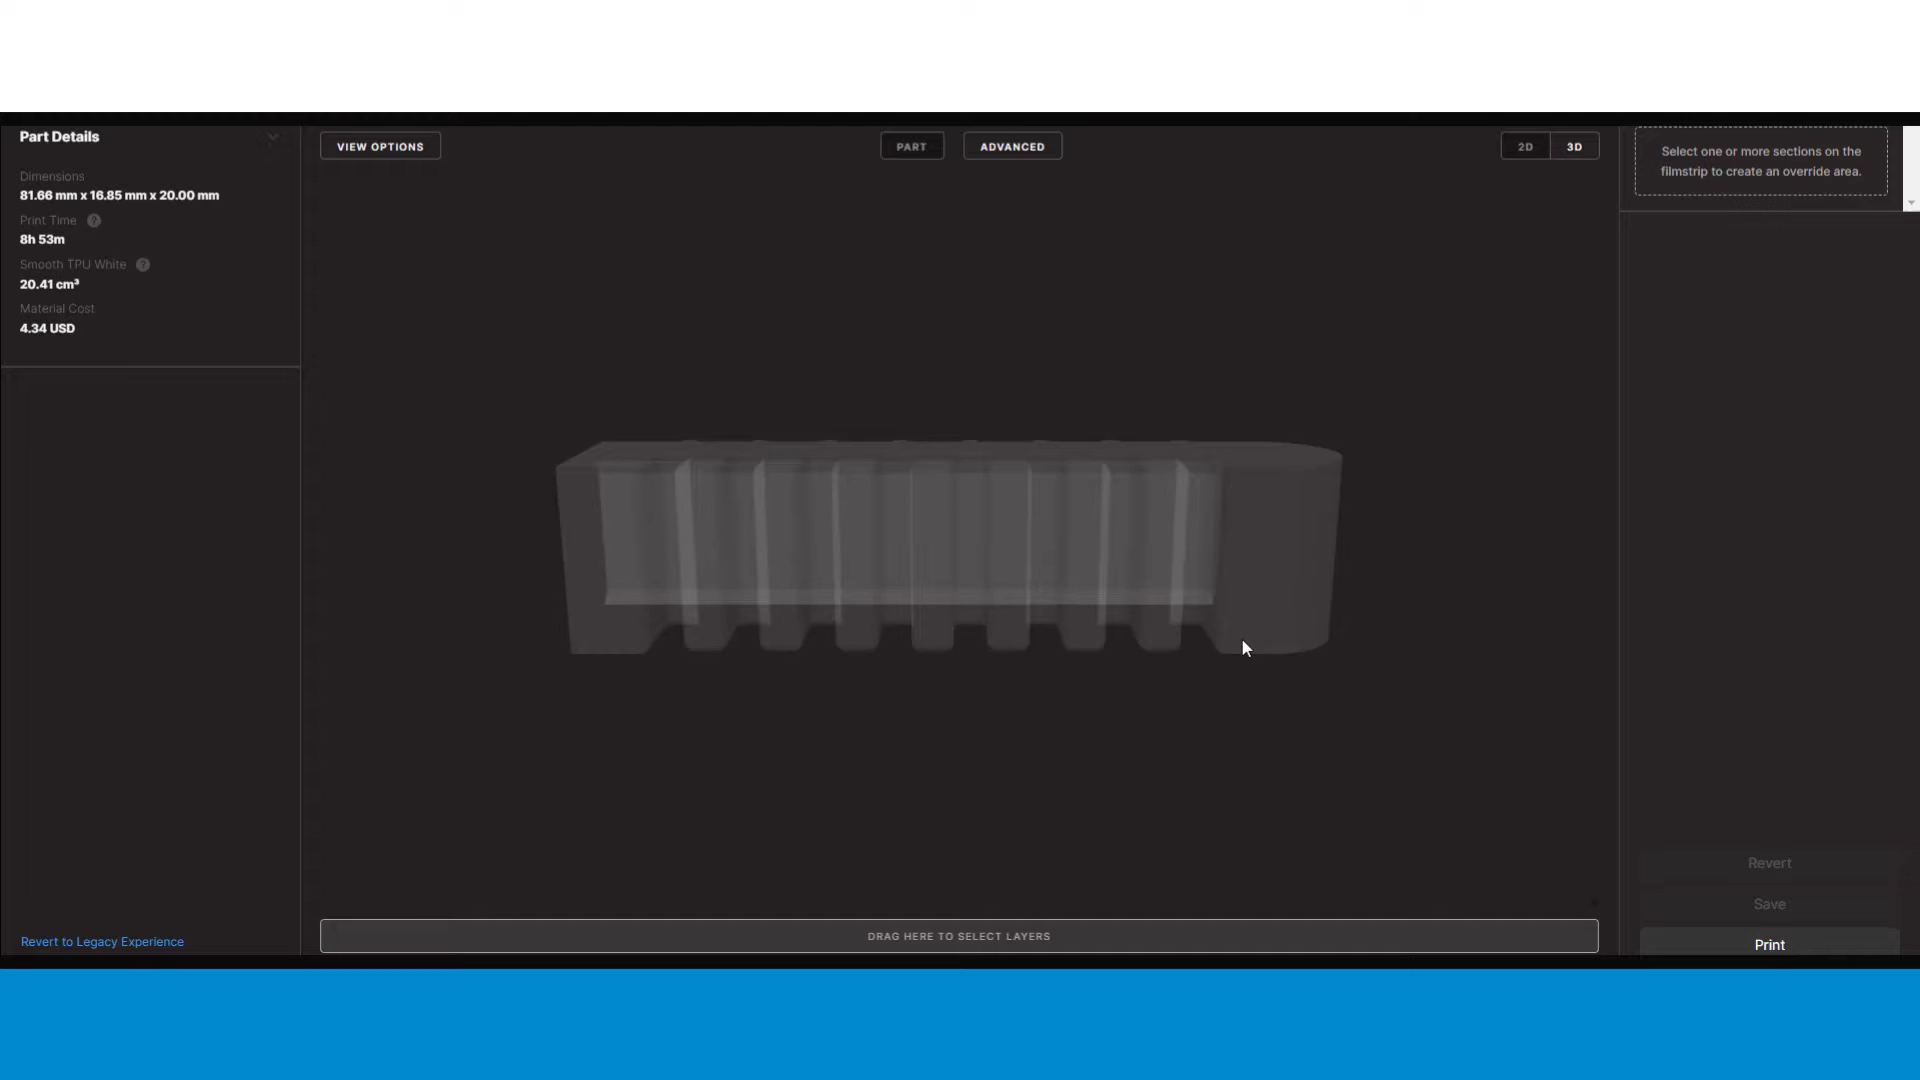 Part Details
Dimensions
81.66 mm x 16.85 mm x 20.00 mm
Print Time ?
8h 53m
Smooth TPU White ?
20.41 cm³
Material Cost
4.34 USD
Revert to Legacy Experience
VIEW OPTIONS
PART
ADVANCED
2D
3D
DRAG HERE TO SELECT LAYERS
Select one or more sections on the
filmstrip to create an override area.
Revert
Save
Print